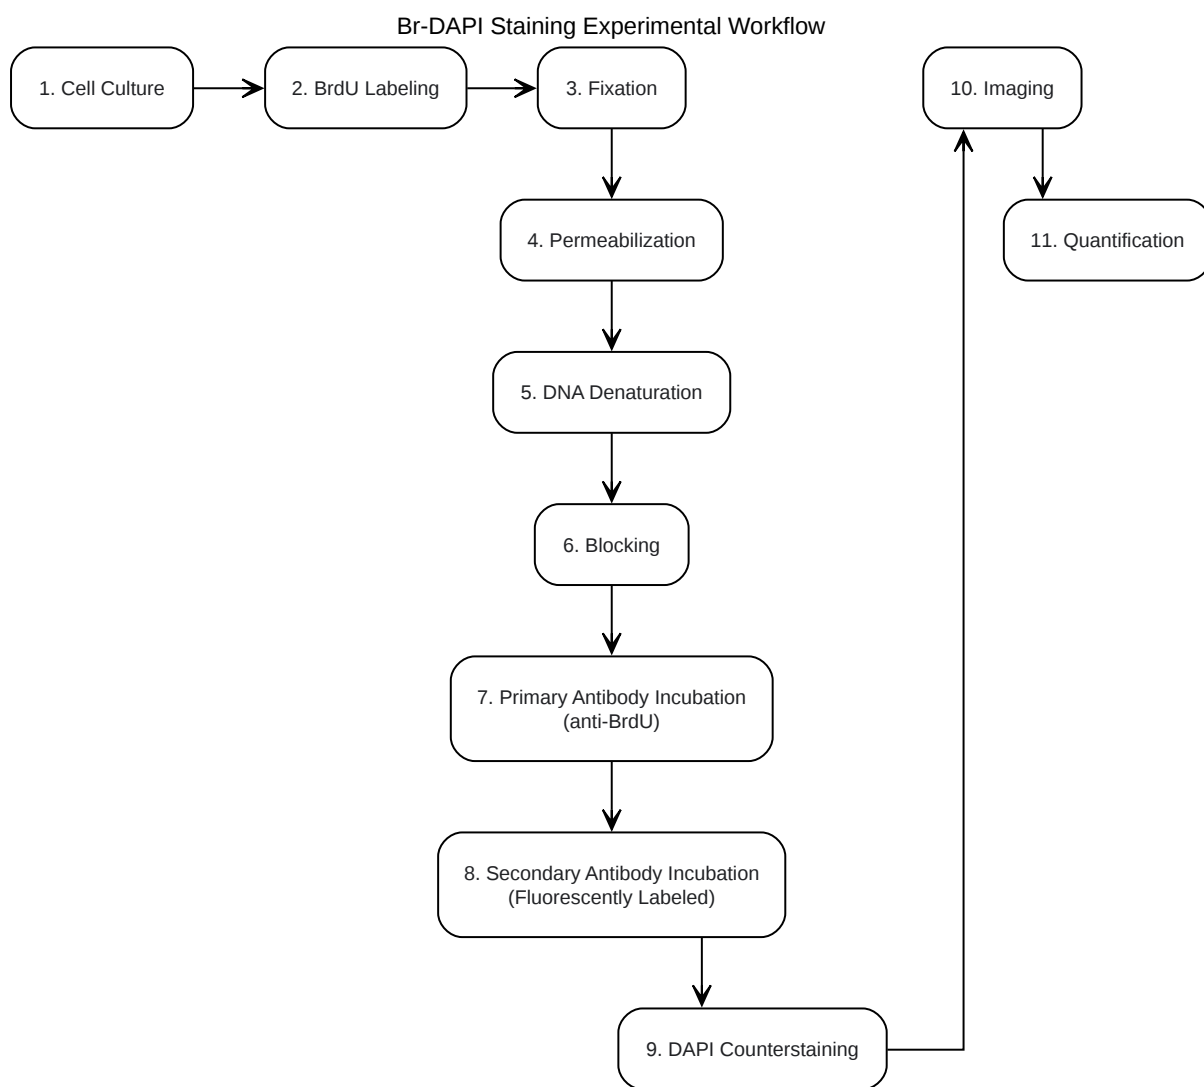 Br-DAPI Staining Experimental Workflow
1. Cell Culture
2. BrdU Labeling
3. Fixation
4. Permeabilization
5. DNA Denaturation
6. Blocking
7. Primary Antibody Incubation
(anti-BrdU)
8. Secondary Antibody Incubation
(Fluorescently Labeled)
9. DAPI Counterstaining
10. Imaging
11. Quantification